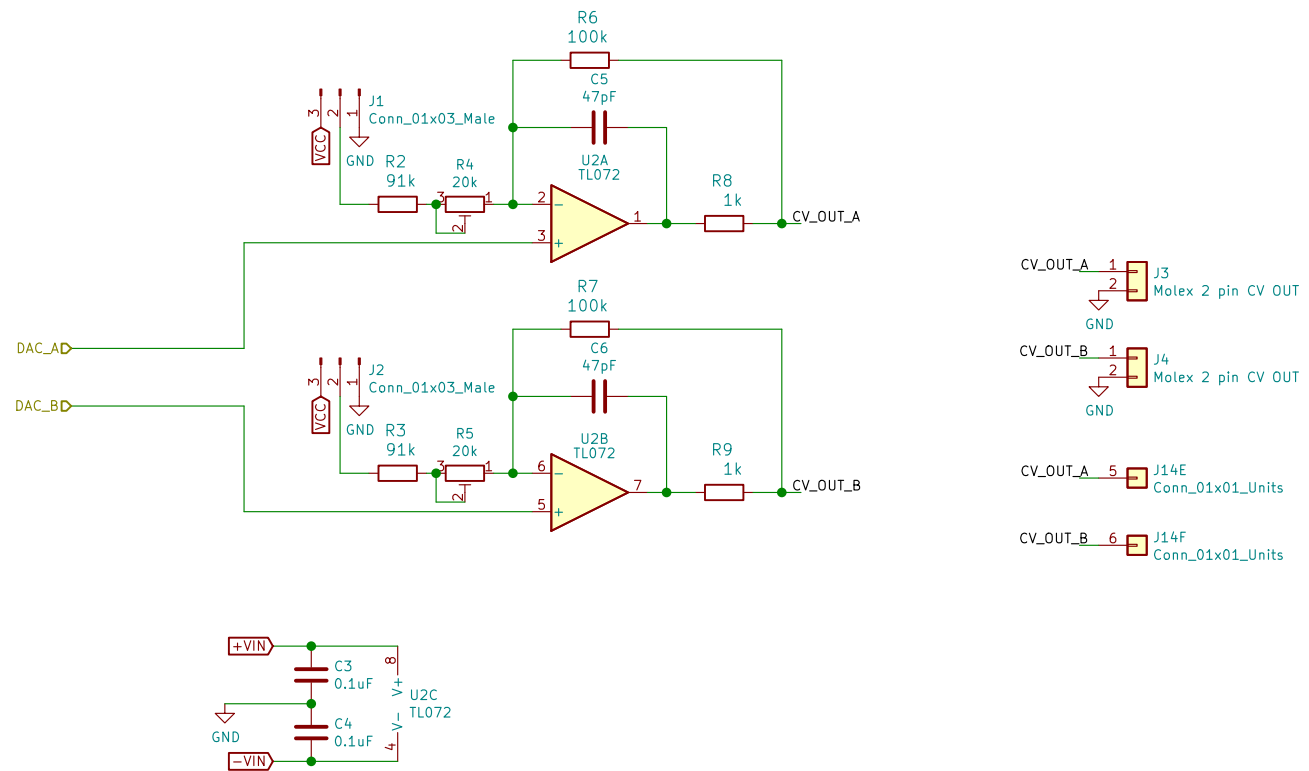 R6
100k
C5
47pF
J1
Conn_01x03_Male
3
2
1
VCC
GND
R2
91k
R4
20k
3
1
2
U2A
TL072
2
−
3
+
1
R8
1k
CV_OUT_A
CV_OUT_A
1
2
J3
Molex 2 pin CV OUT
GND
R7
100k
DAC_A
C6
47pF
J2
Conn_01x03_Male
3
2
1
VCC
GND
CV_OUT_B
1
2
J4
Molex 2 pin CV OUT
GND
DAC_B
R3
91k
R5
20k
3
1
2
U2B
TL072
6
−
5
+
7
R9
1k
CV_OUT_B
CV_OUT_A
5
J14E
Conn_01x01_Units
CV_OUT_B
6
J14F
Conn_01x01_Units
+VIN
C3
0.1uF
8
V+
U2C
TL072
GND
C4
0.1uF
V−
4
−VIN